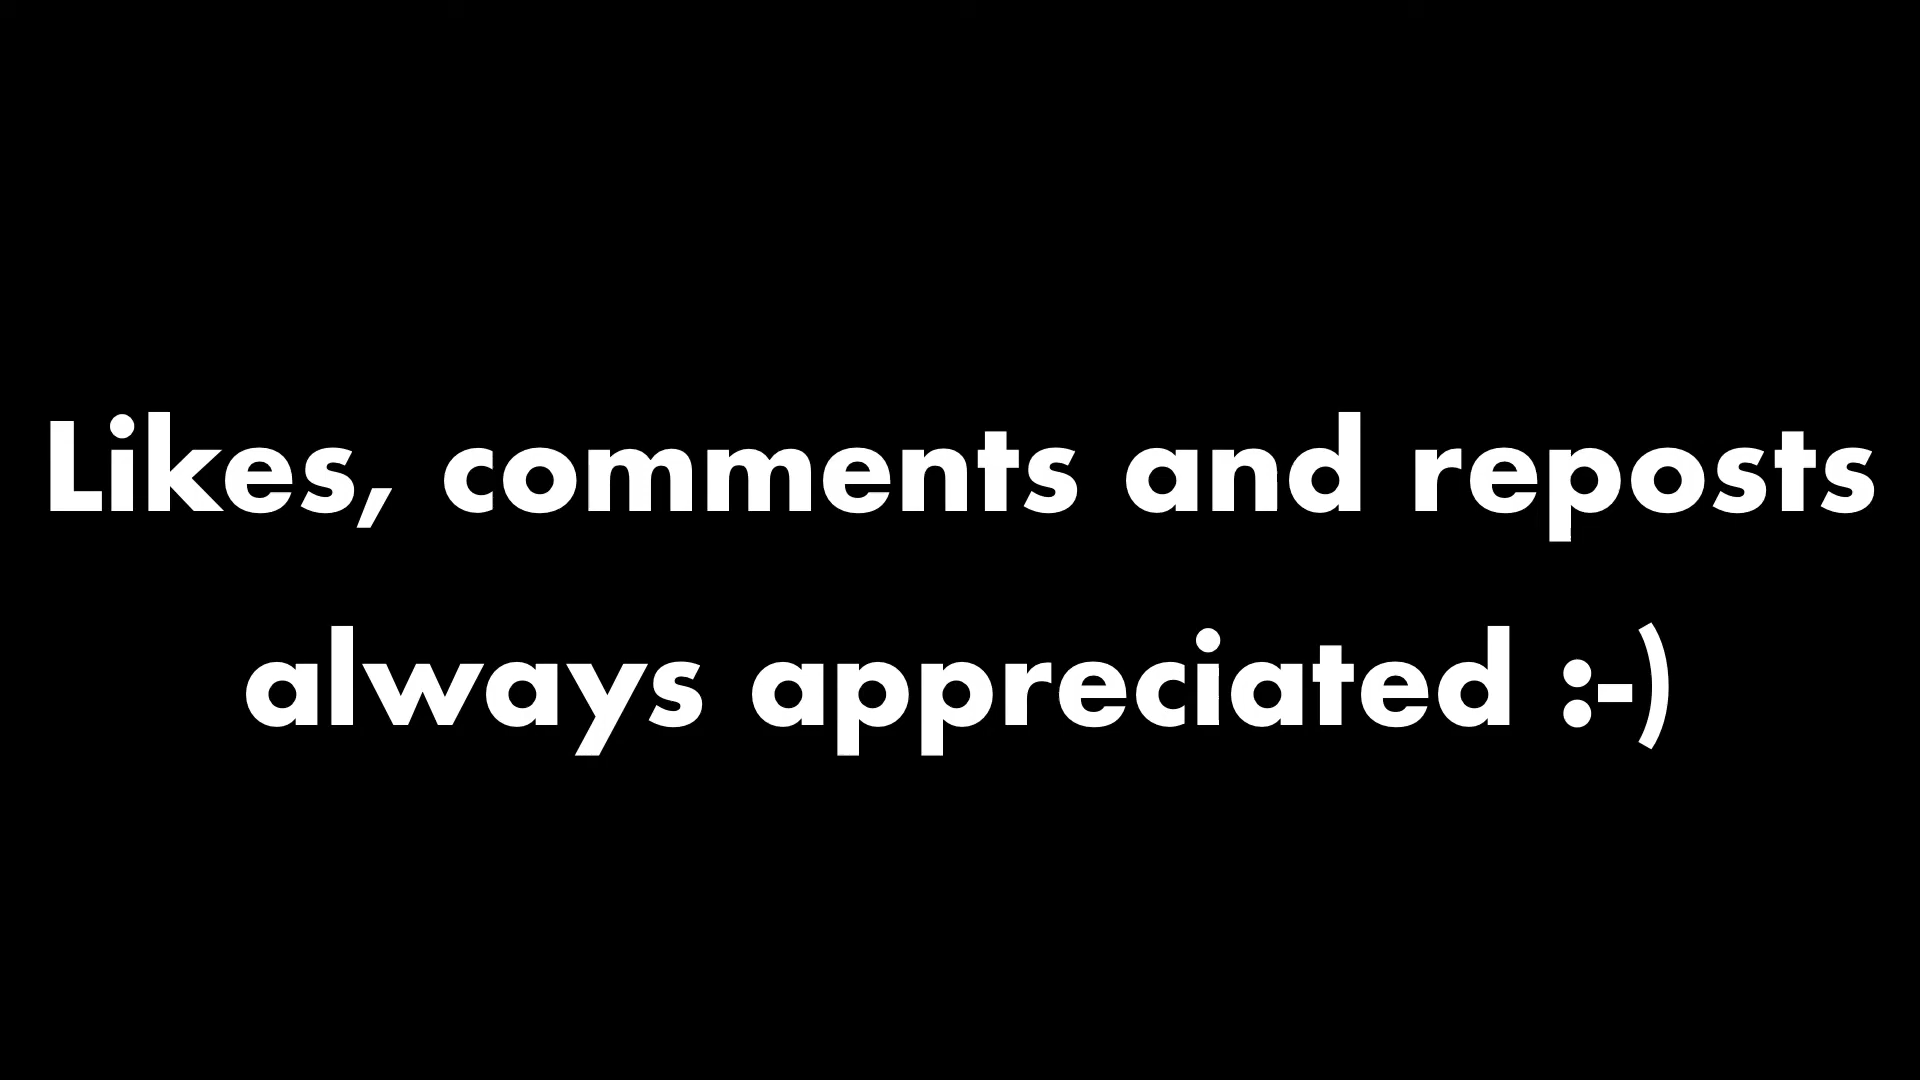 Likes, comments and reposts
always appreciated :-)